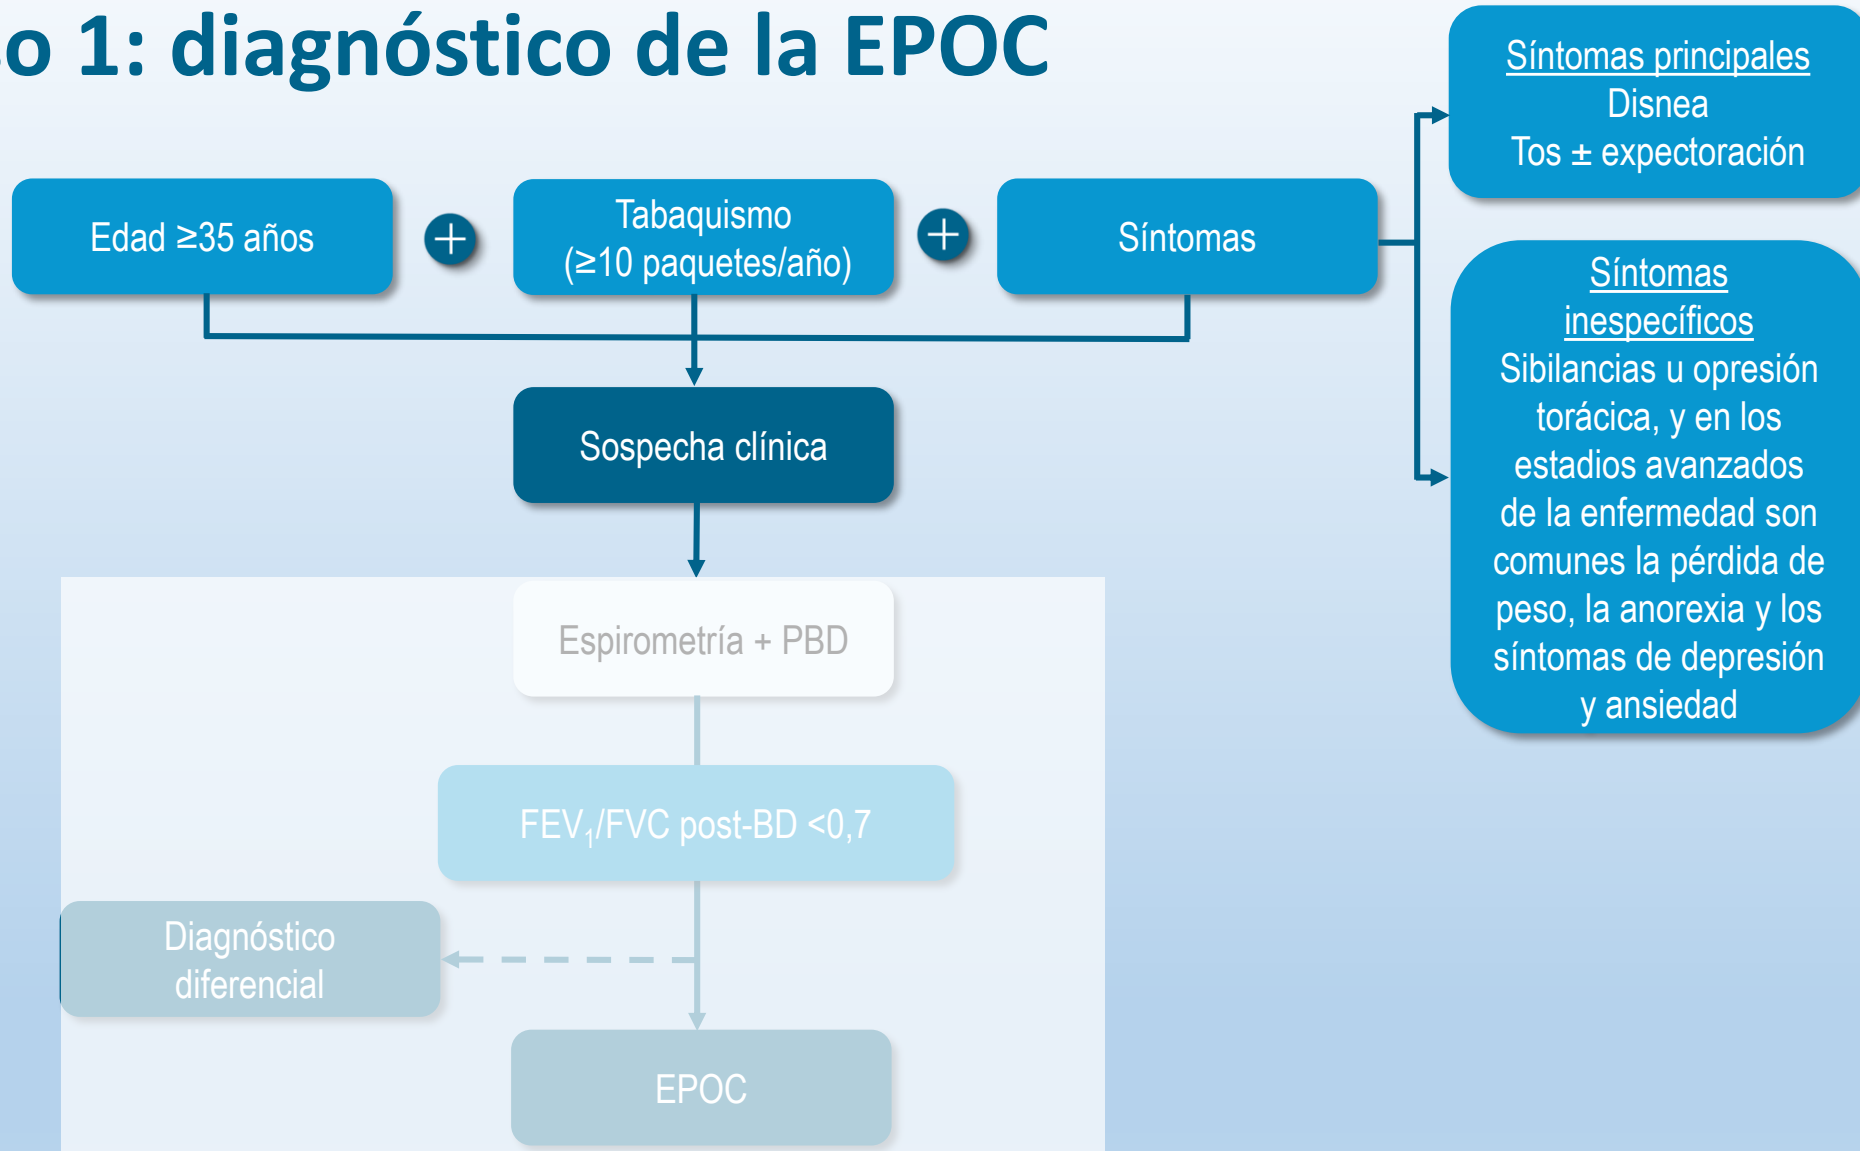 o 1: diagnóstico de la EPOC
Edad ≥35 años
+
Tabaquismo
(≥10 paquetes/año)
+
Síntomas
Síntomas principales
Disnea
Tos ± expectoración
Síntomas
inespecíficos
Sibilancias u opresión
torácica, y en los
estadios avanzados
de la enfermedad son
comunes la pérdida de
peso, la anorexia y los
síntomas de depresión
y ansiedad
Sospecha clínica
Espirometría + PBD
FEV₁/FVC post-BD <0,7
Diagnóstico
diferencial
EPOC